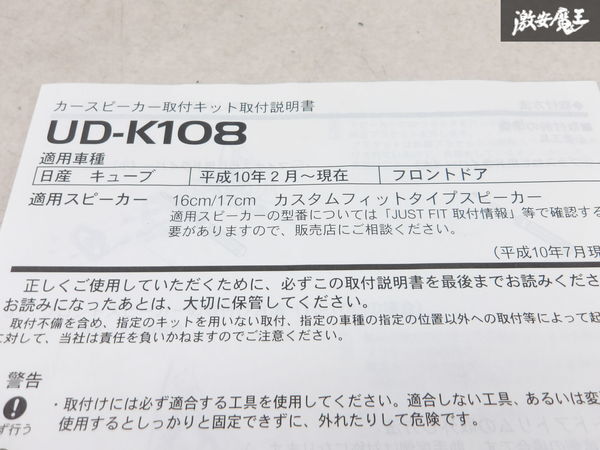 激安魔王
カースピーカー取付キット取付説明書
UD-K108
適用車種
日産 キューブ 平成10年2月〜現在 フロントドア
適用スピーカー 16cm/17cm カスタムフィットタイプスピーカー
適用スピーカーの型番については「JUST FIT 取付情報」等で確認する
要がありますので、販売店にご相談ください。
(平成10年7月現
正しくご使用していただくために、必ずこの取付説明書を最後までお読みくださ
お読みになったあとは、大切に保管してください。
取付不備を含め、指定のキットを用いない取付、指定の車種の指定の位置以外への取付等によって起
に対して、当社は責任を負いかねますのでご注意ください。
警告
・取付けには必ず適合する工具を使用してください。適合しない工具、あるいは変
ず行う 使用するとしっかりと固定できずに、外れたりして危険です。